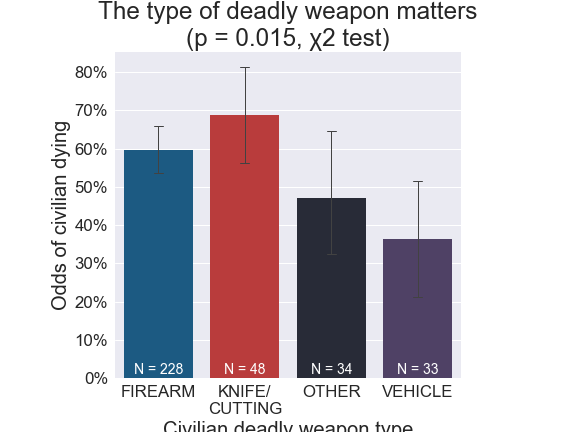 The type of deadly weapon matters
(p = 0.015, χ2 test)
Odds of civilian dying
80%
70%
60%
50%
40%
30%
20%
10%
0%
N = 228
N = 48
N = 34
N = 33
FIREARM
KNIFE/
CUTTING
OTHER
VEHICLE
Civilian deadly weapon type